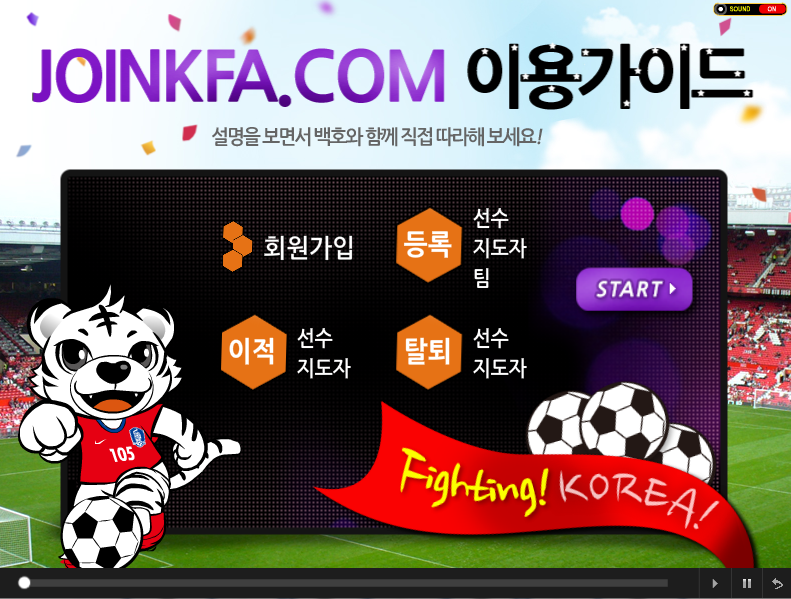 SOUND ON
JOINKFA.COM 이용가이드
설명을 보면서 백호와 함께 직접 따라해 보세요!
회원가입
등록
선수
지도자
팀
START
이적
선수
지도자
탈퇴
선수
지도자
105
Fighting! KOREA!